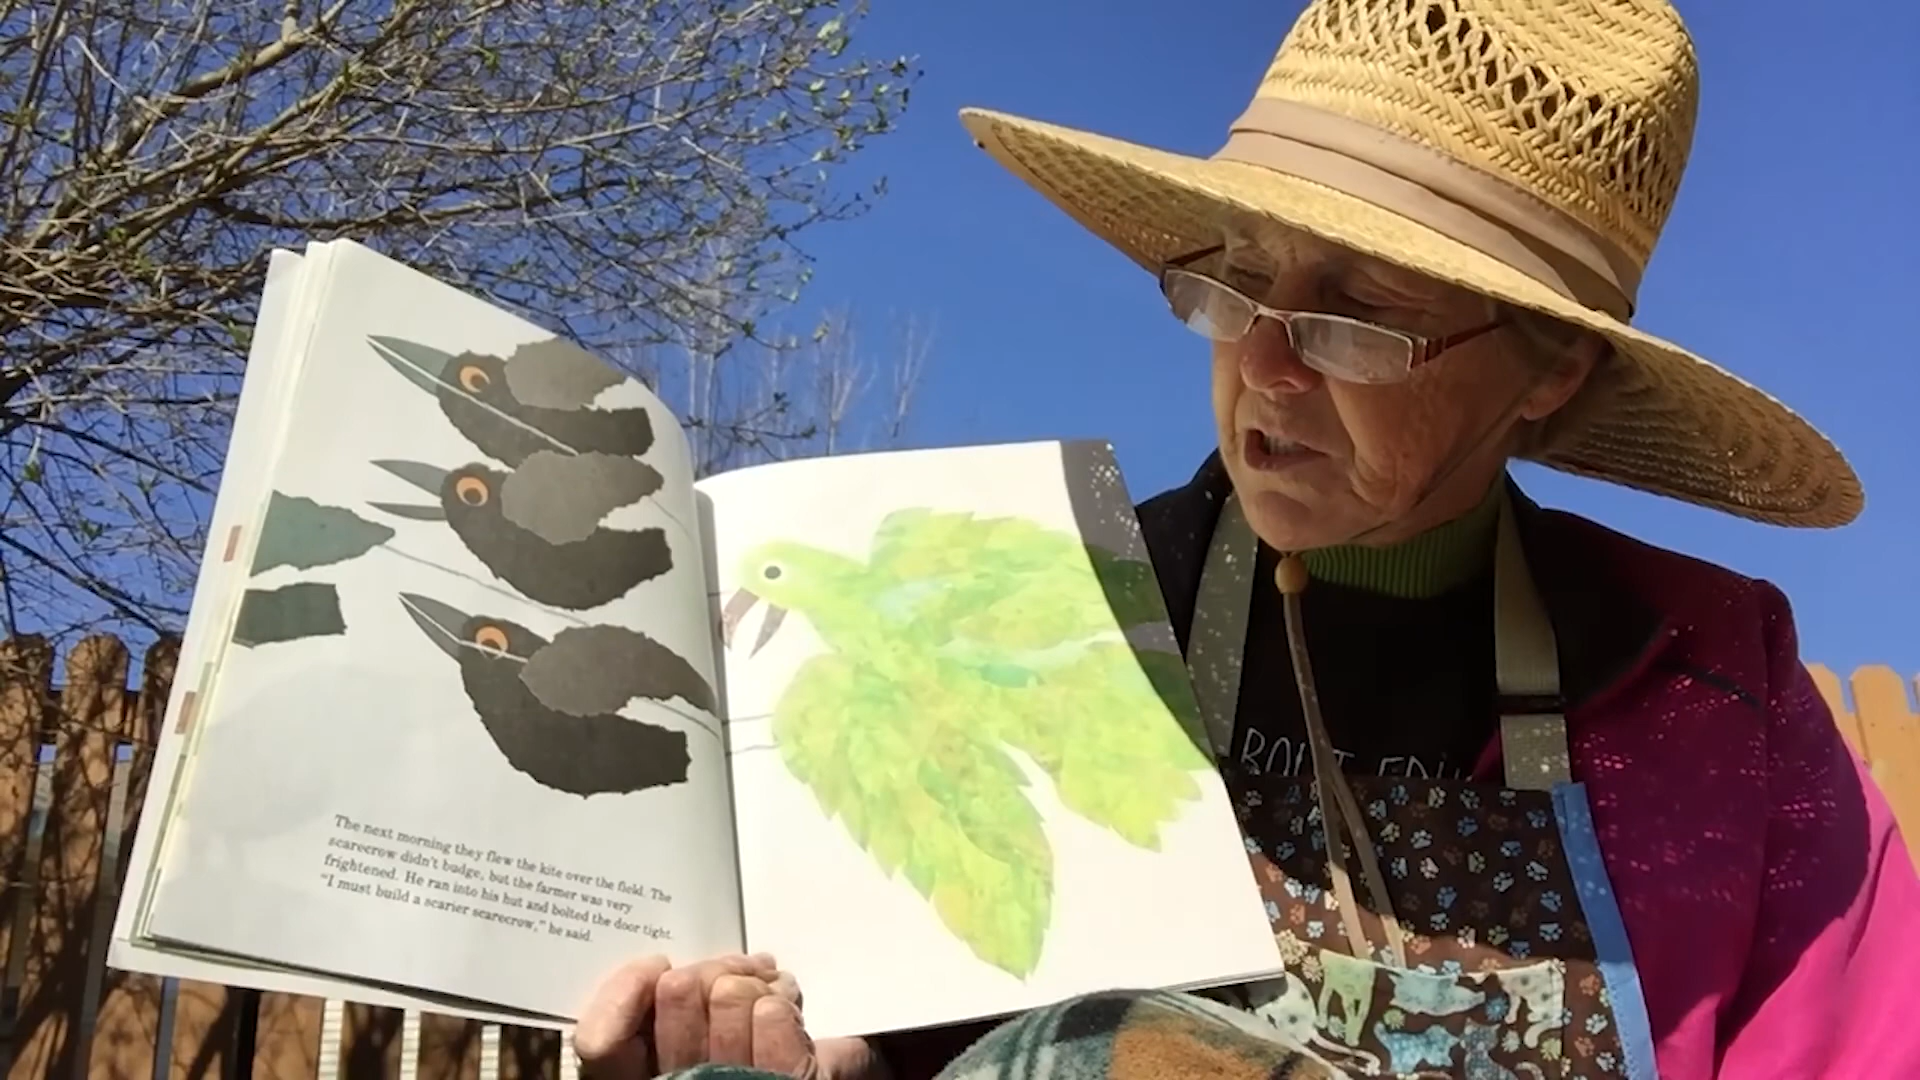 The next morning they flew the kite over the field. The
scarecrow didn't budge, but the farmer was very
frightened. He ran into his hut and bolted the door tight.
"I must build a scarier scarecrow," he said.